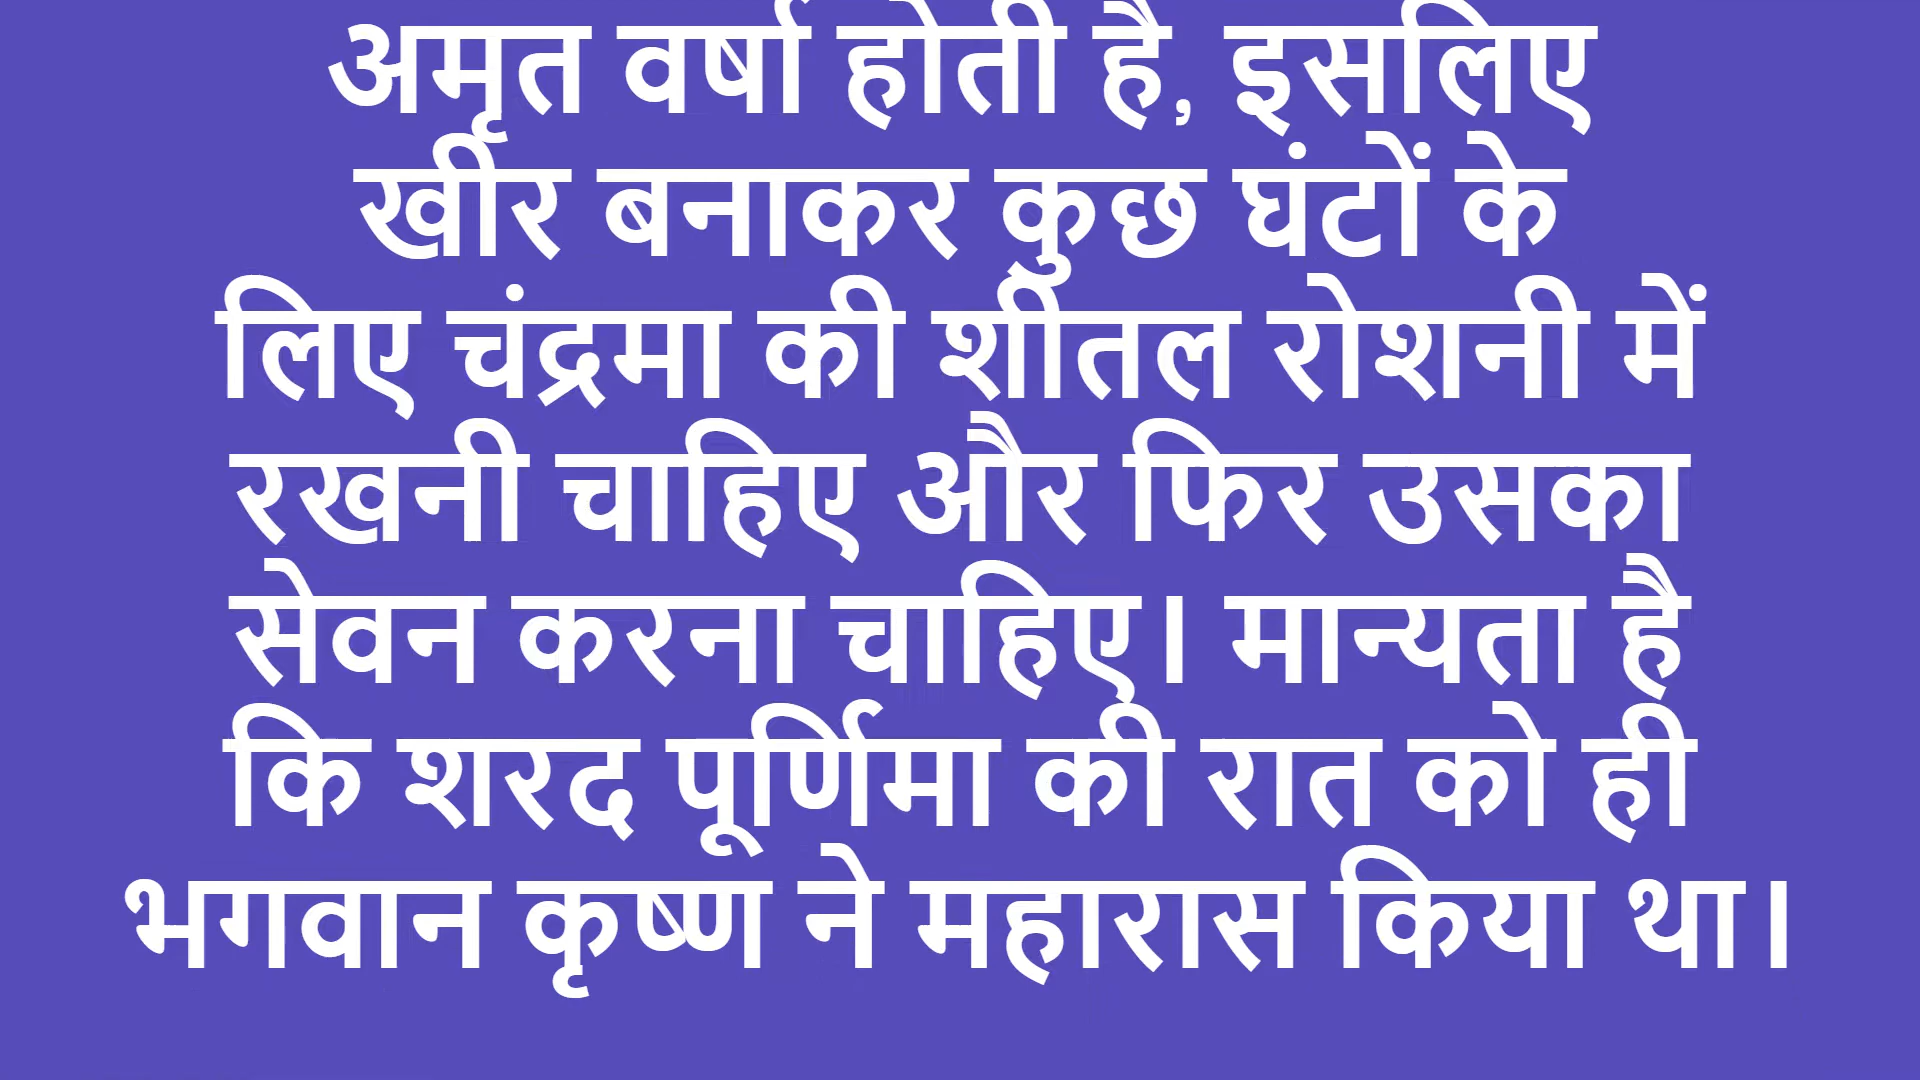 अमृत वर्षा होती है, इसलिए
खीर बनाकर कुछ घंटों के
लिए चंद्रमा की शीतल रोशनी में
रखनी चाहिए और फिर उसका
सेवन करना चाहिए। मान्यता है
कि शरद पूर्णिमा की रात को ही
भगवान कृष्ण ने महारास किया था।